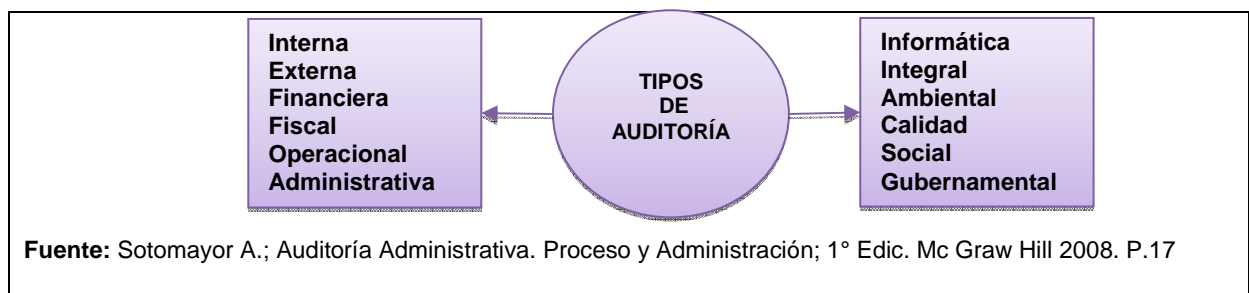 Interna
Externa
Financiera
Fiscal
Operacional
Administrativa
TIPOS
DE
AUDITORÍA
Informática
Integral
Ambiental
Calidad
Social
Gubernamental
Fuente: Sotomayor A.; Auditoría Administrativa. Proceso y Administración; 1° Edic. Mc Graw Hill 2008. P.17